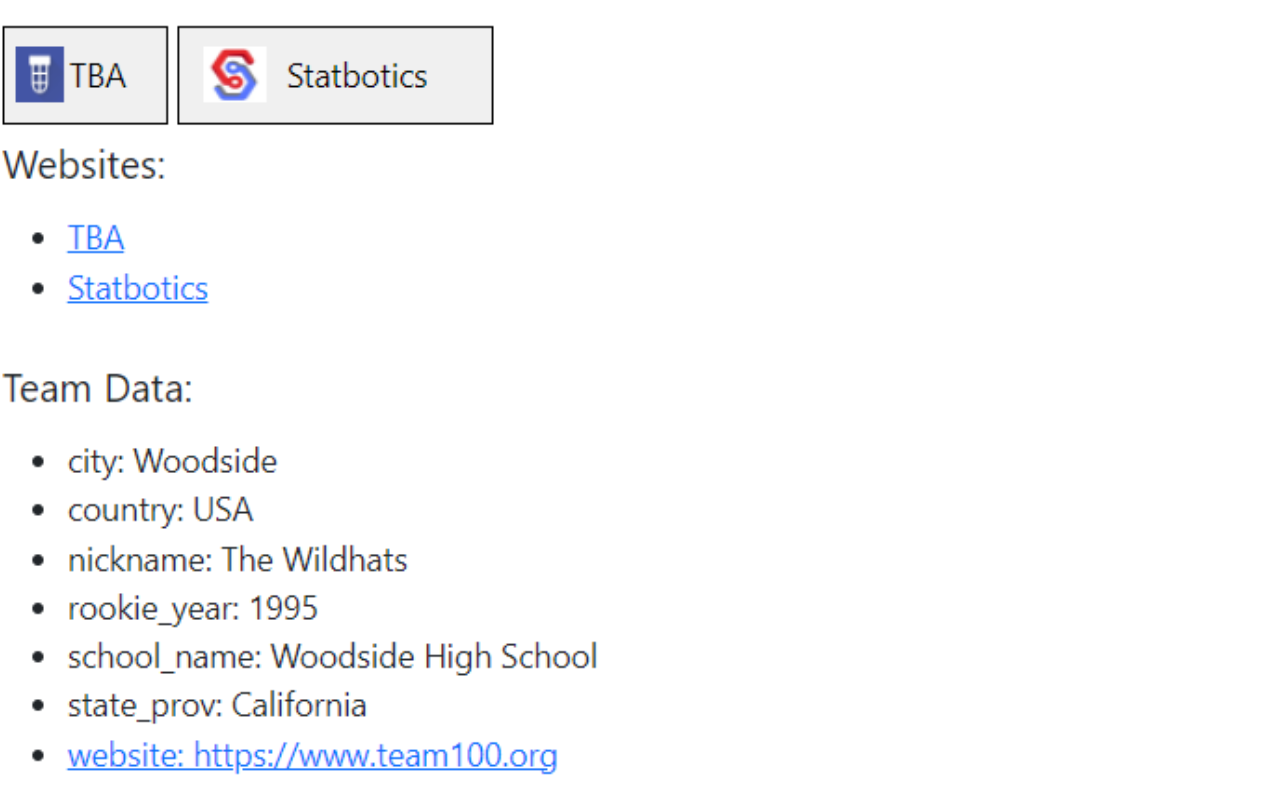 TBA Statbotics
Websites:
TBA
Statbotics
Team Data:
city: Woodside
country: USA
nickname: The Wildhats
rookie_year: 1995
school_name: Woodside High School
state_prov: California
website: https://www.team100.org